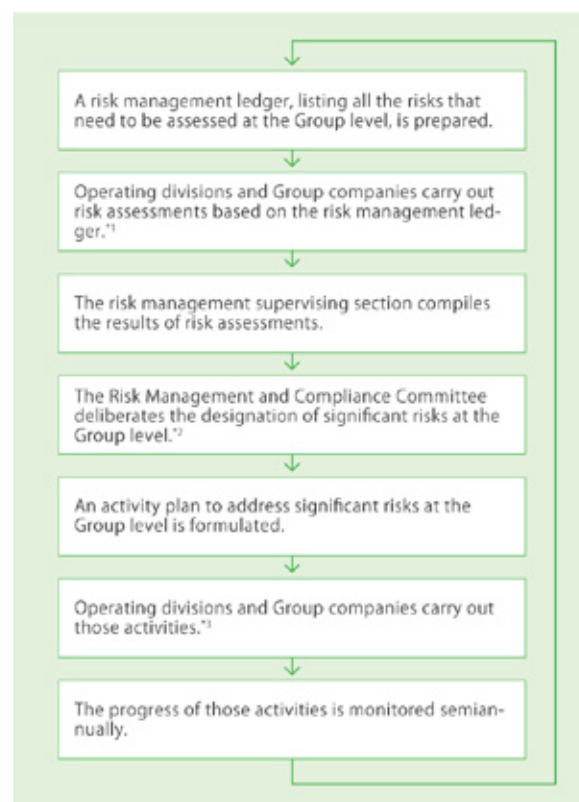 A risk management ledger, listing all the risks that
need to be assessed at the Group level, is prepared.
Operating divisions and Group companies carry out
risk assessments based on the risk management led-
ger.*1
The risk management supervising section compiles
the results of risk assessments.
The Risk Management and Compliance Committee
deliberates the designation of significant risks at the
Group level.*2
An activity plan to address significant risks at the
Group level is formulated.
Operating divisions and Group companies carry out
those activities.*3
The progress of those activities is monitored semian-
nually.